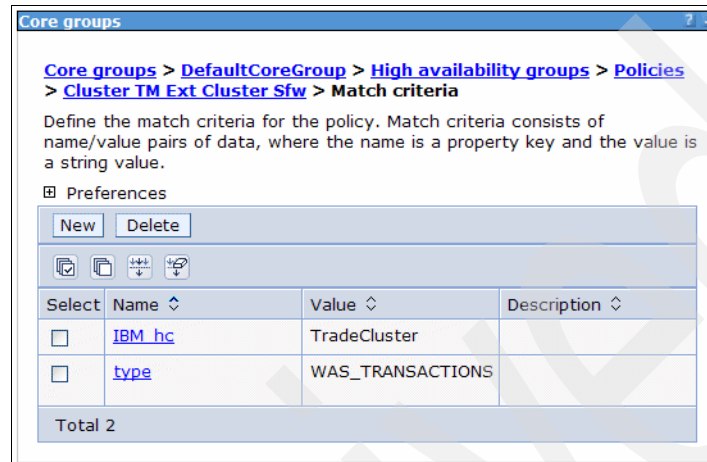 Core groups ?
Core groups > DefaultCoreGroup > High availability groups > Policies
> Cluster TM Ext Cluster Sfw > Match criteria
Define the match criteria for the policy. Match criteria consists of
name/value pairs of data, where the name is a property key and the value is
a string value.
Preferences
New Delete
Select Name Value Description
IBM_hc TradeCluster
type WAS_TRANSACTIONS
Total 2